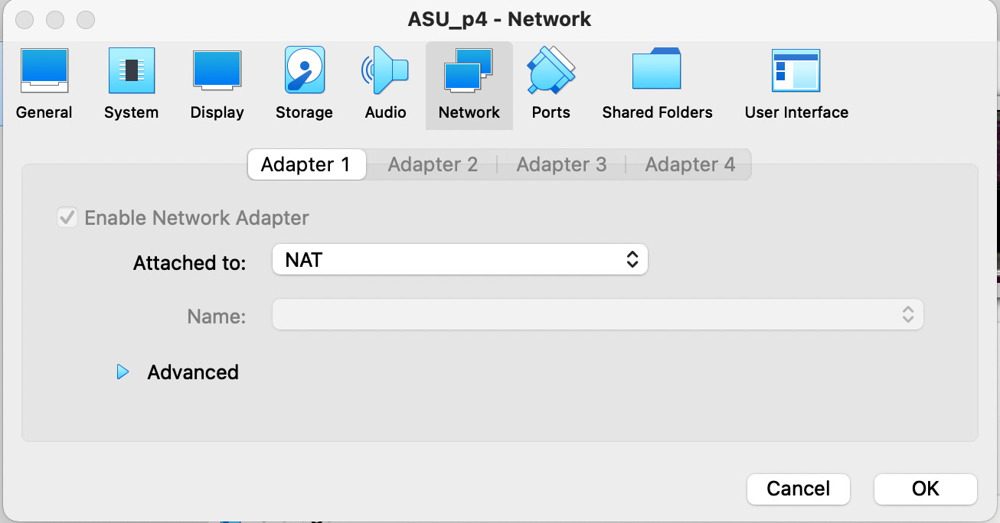 ASU_p4 - Network
General System Display Storage Audio Network Ports Shared Folders User Interface
Adapter 1 Adapter 2 Adapter 3 Adapter 4
Enable Network Adapter
Attached to: NAT
Name:
Advanced
Cancel OK